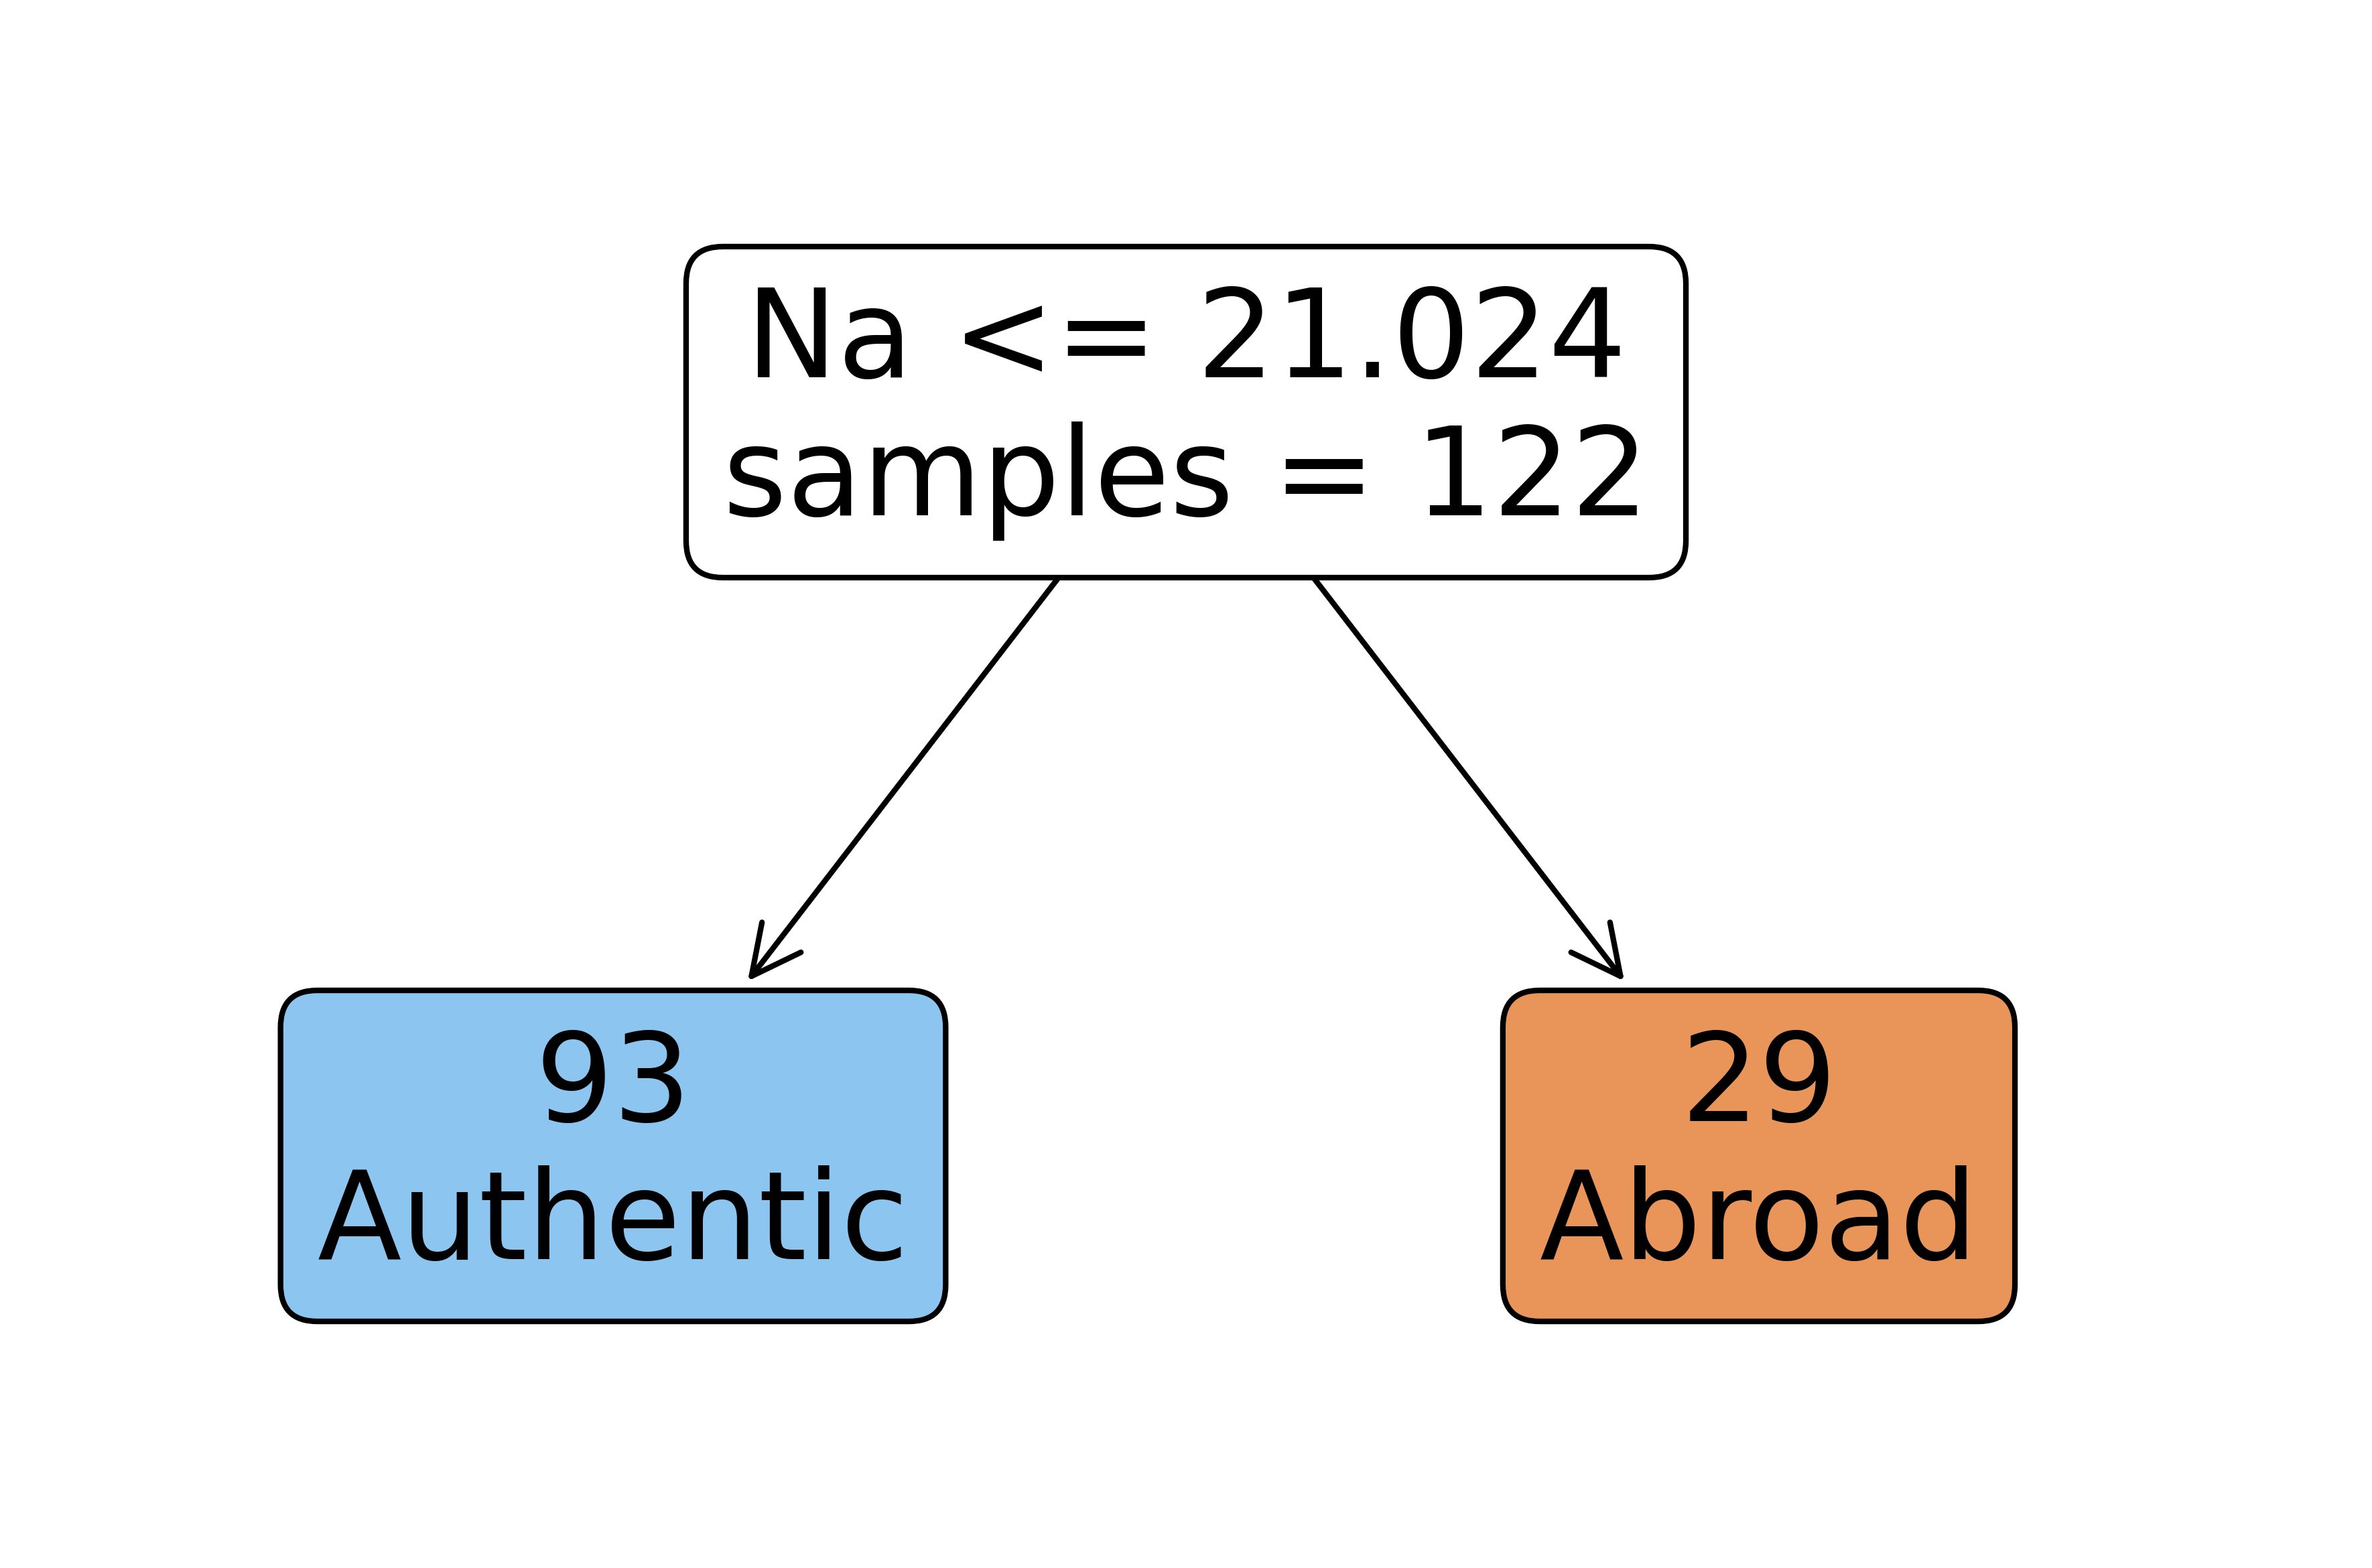 Na <= 21.024
samples = 122
93
Authentic
29
Abroad